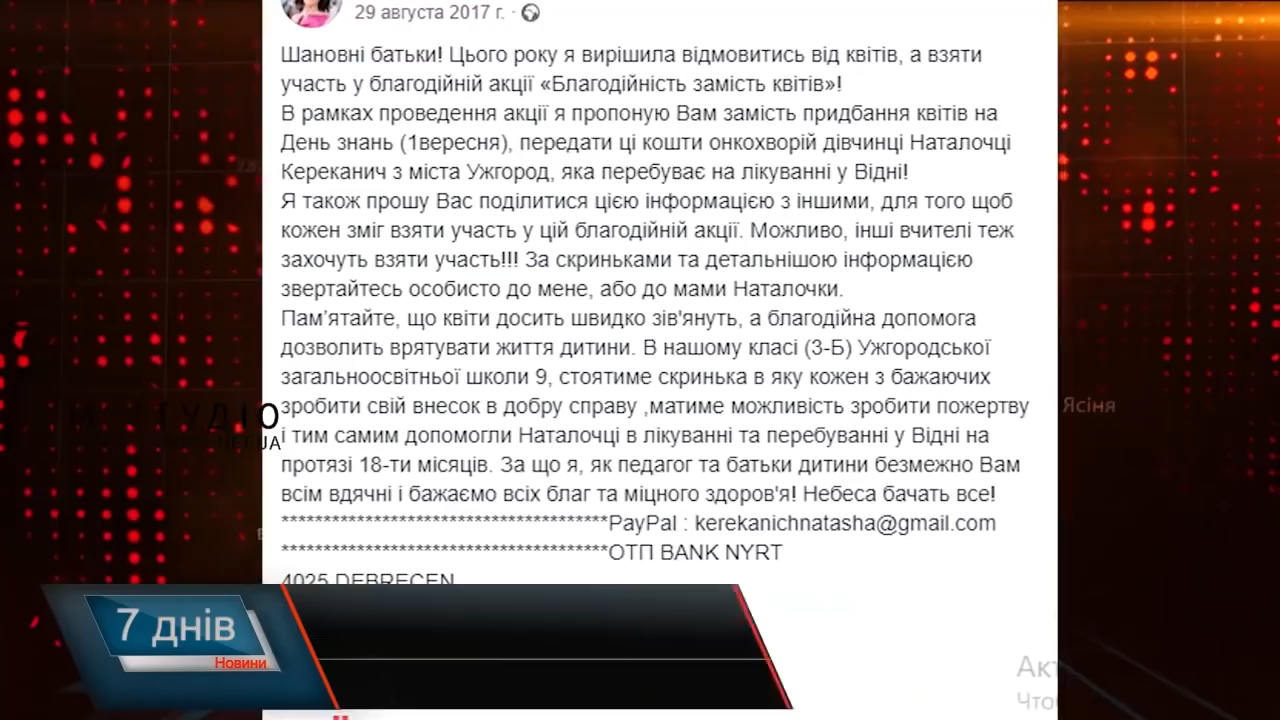 29 августа 2017 г. ·
Шановні батьки! Цього року я вирішила відмовитись від квітів, а взяти
участь у благодійній акції «Благодійність замість квітів»!
В рамках проведення акції я пропоную Вам замість придбання квітів на
День знань (1вересня), передати ці кошти онкохворій дівчинці Наталочці
Кереканич з міста Ужгород, яка перебуває на лікуванні у Відні!
Я також прошу Вас поділитися цією інформацією з іншими, для того щоб
кожен зміг взяти участь у цій благодійній акції. Можливо, інші вчителі теж
захочуть взяти участь!!! За скриньками та детальнішою інформацією
звертайтесь особисто до мене, або до мами Наталочки.
Пам’ятайте, що квіти досить швидко зів'януть, а благодійна допомога
дозволить врятувати життя дитини. В нашому класі (3-Б) Ужгородської
загальноосвітньої школи 9, стоятиме скринька в яку кожен з бажаючих
зробити свій внесок в добру справу ,матиме можливість зробити пожертву
і тим самим допомогли Наталочці в лікуванні та перебуванні у Відні на
протязі 18-ти місяців. За що я, як педагог та батьки дитини безмежно Вам
всім вдячні і бажаємо всіх благ та міцного здоров'я! Небеса бачать все!
***************************************PayPal : kerekanichnatasha@gmail.com
***************************************ОТП BANK NYRT
4025 DEBRECEN
Ясіня
NET.UA
7 днів
Новини